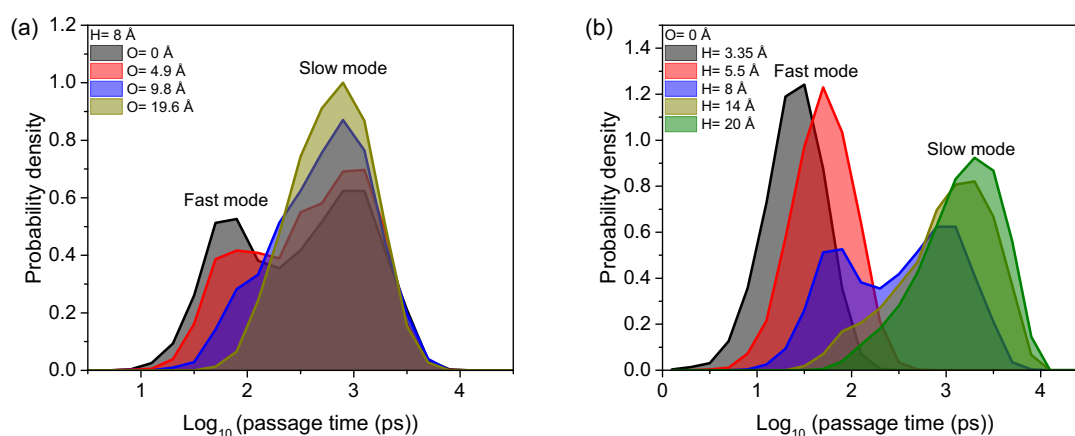 (a)
H= 8 Å
O= 0 Å
O= 4.9 Å
O= 9.8 Å
O= 19.6 Å
Slow mode
Fast mode
Probability density
1.2
1.0
0.8
0.6
0.4
0.2
0.0
1 2 3 4
Log10 (passage time (ps))
(b)
O= 0 Å
H= 3.35 Å
H= 5.5 Å
H= 8 Å
H= 14 Å
H= 20 Å
Fast mode
Slow mode
Probability density
1.4
1.2
1.0
0.8
0.6
0.4
0.2
0.0
0 1 2 3 4
Log10 (passage time (ps))